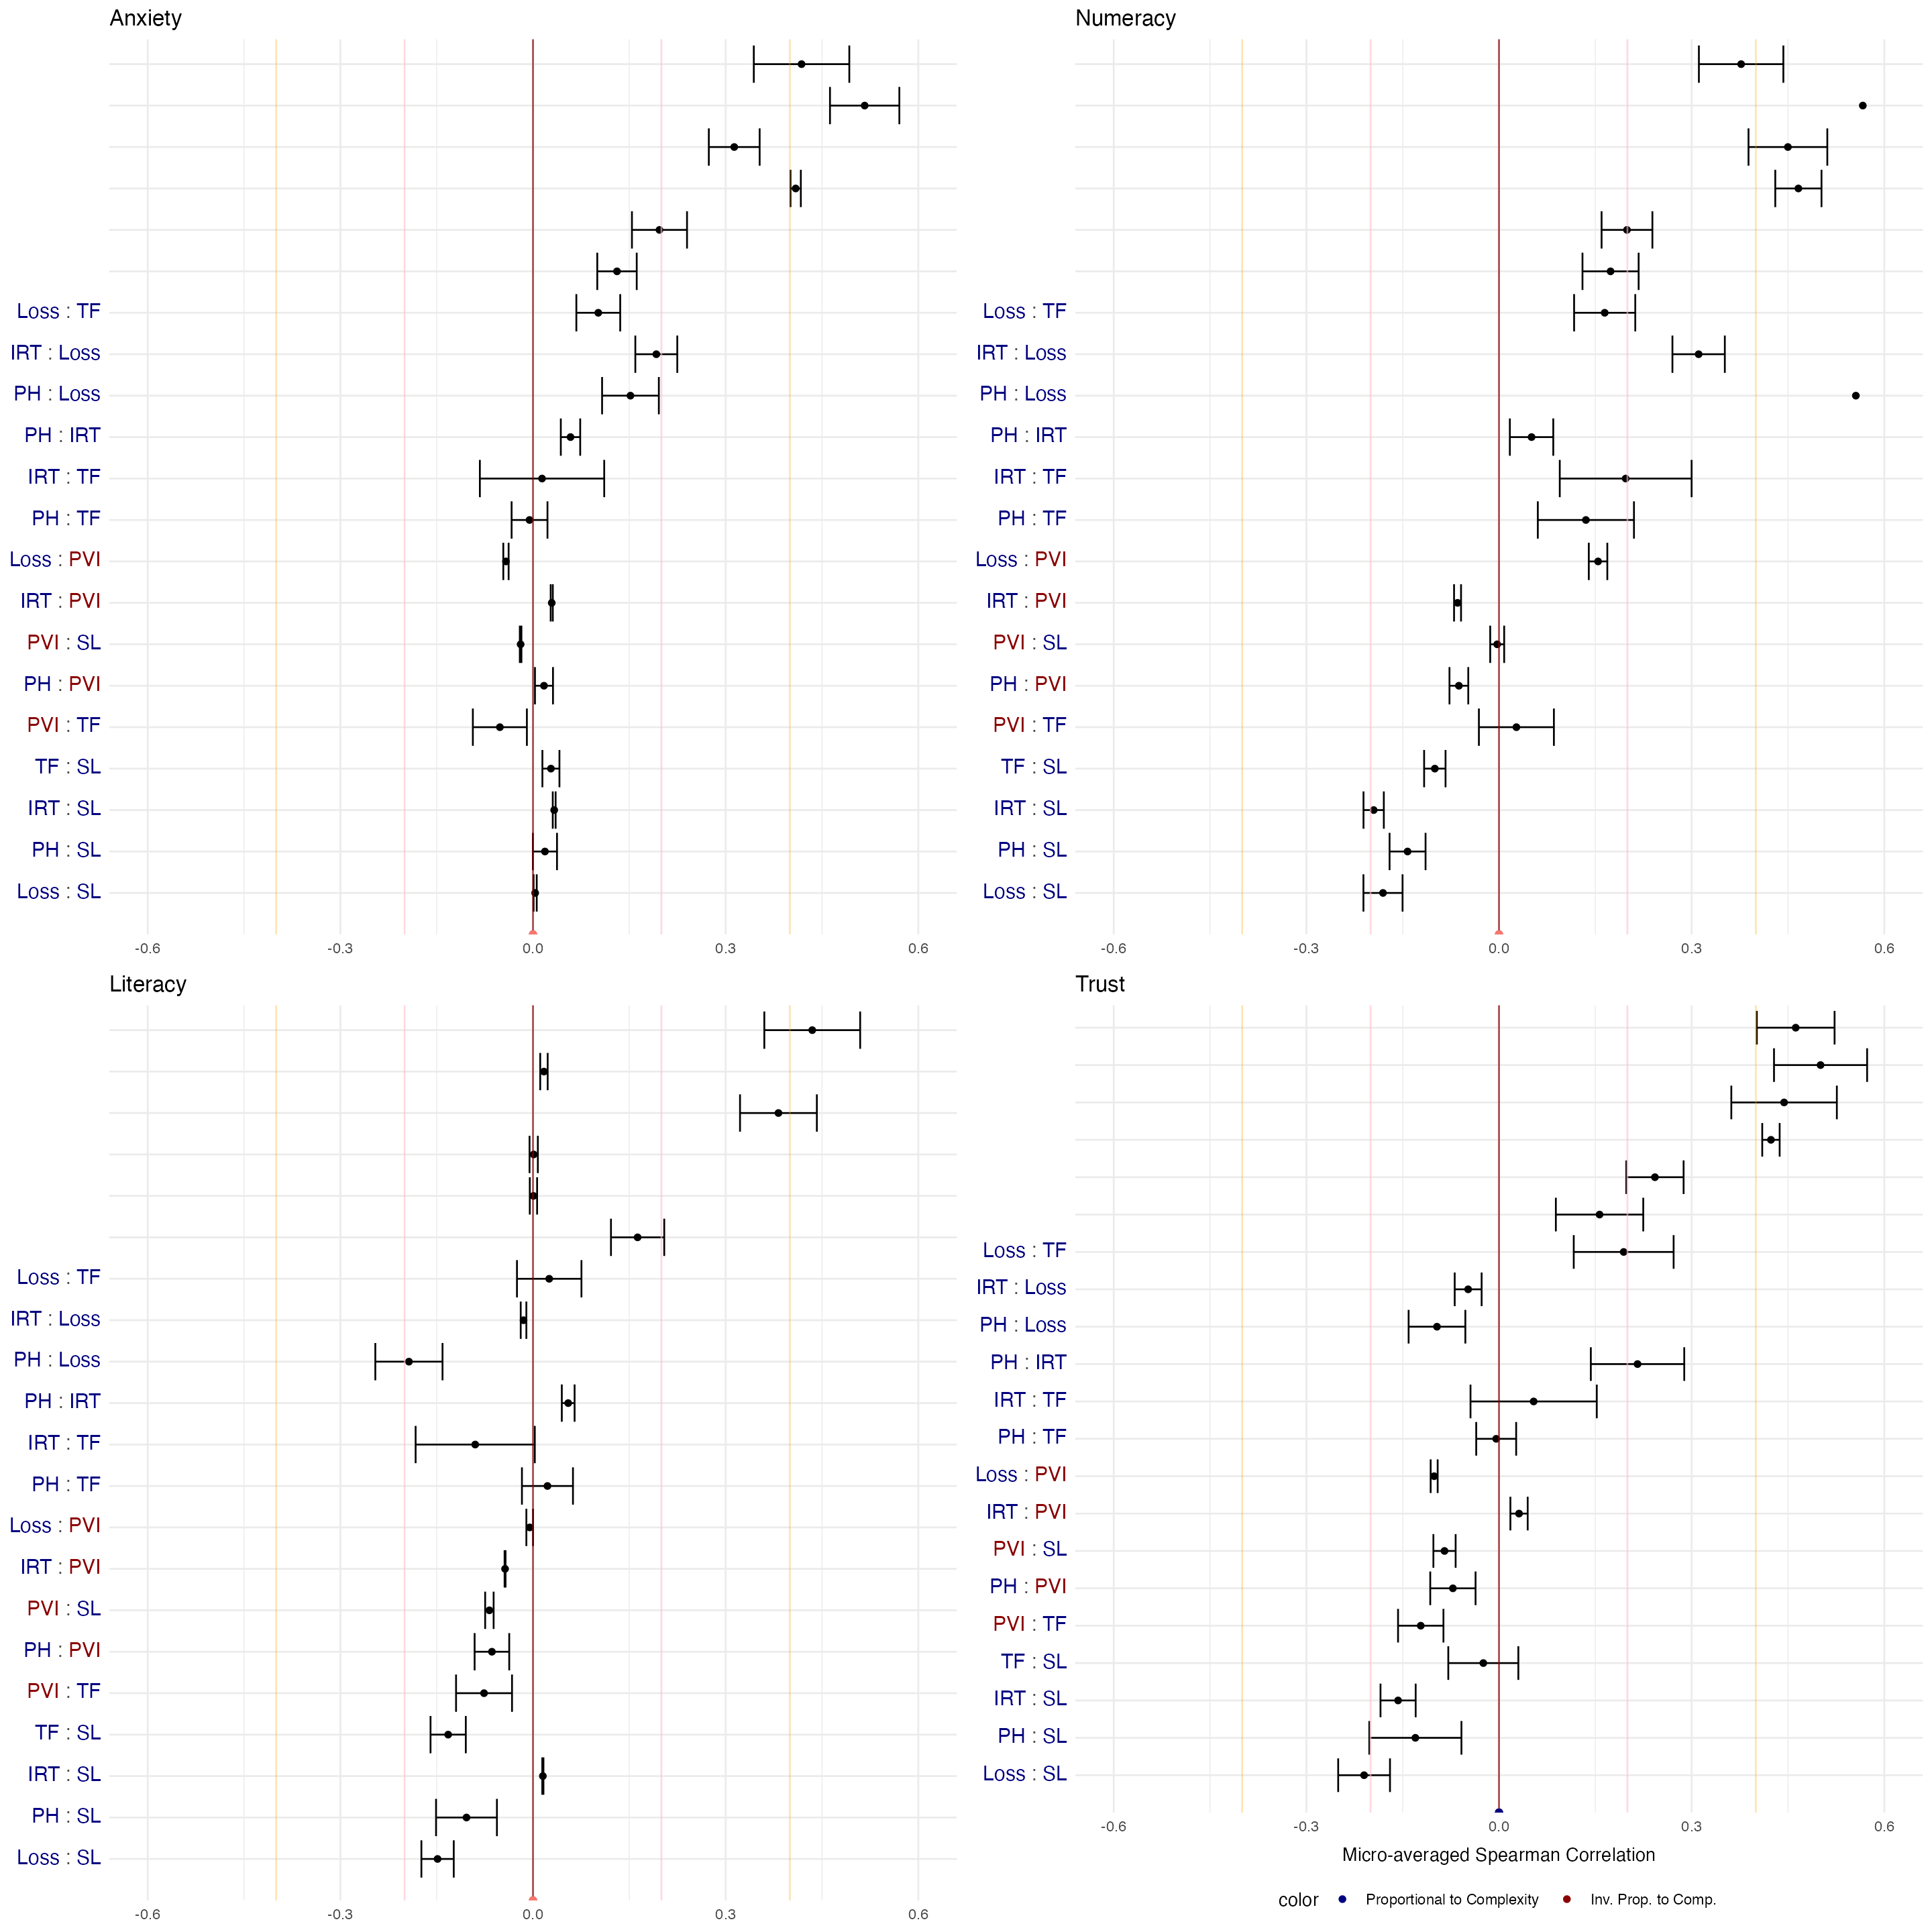 Anxiety
Loss : TF
IRT : Loss
PH : Loss
PH : IRT
IRT : TF
PH : TF
Loss : PVI
IRT : PVI
PVI : SL
PH : PVI
PVI : TF
TF : SL
IRT : SL
PH : SL
Loss : SL
-0.6 -0.3 0.0 0.3 0.6
Numeracy
Loss : TF
IRT : Loss
PH : Loss
PH : IRT
IRT : TF
PH : TF
Loss : PVI
IRT : PVI
PVI : SL
PH : PVI
PVI : TF
TF : SL
IRT : SL
PH : SL
Loss : SL
-0.6 -0.3 0.0 0.3 0.6
Literacy
Loss : TF
IRT : Loss
PH : Loss
PH : IRT
IRT : TF
PH : TF
Loss : PVI
IRT : PVI
PVI : SL
PH : PVI
PVI : TF
TF : SL
IRT : SL
PH : SL
Loss : SL
-0.6 -0.3 0.0 0.3 0.6
Trust
Loss : TF
IRT : Loss
PH : Loss
PH : IRT
IRT : TF
PH : TF
Loss : PVI
IRT : PVI
PVI : SL
PH : PVI
PVI : TF
TF : SL
IRT : SL
PH : SL
Loss : SL
-0.6 -0.3 0.0 0.3 0.6
Micro-averaged Spearman Correlation
color Proportional to Complexity Inv. Prop. to Comp.